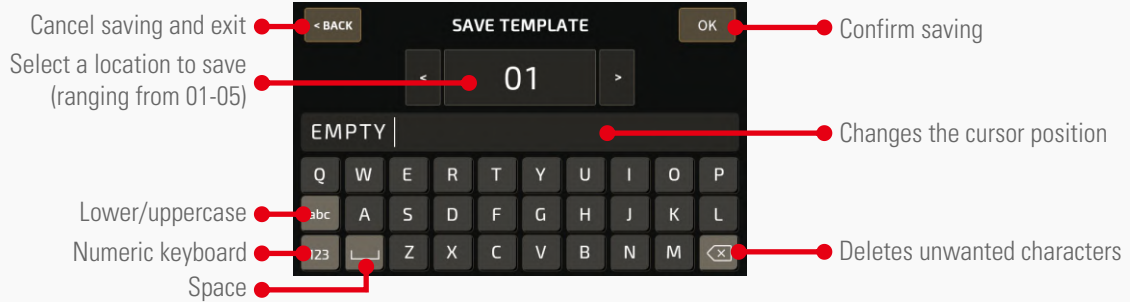 Cancel saving and exit
Select a location to save
(ranging from 01-05)
Lower/uppercase
Numeric keyboard
Space
< BACK SAVE TEMPLATE OK
< 01 >
EMPTY
Q W E R T Y U I O P
abc A S D F G H J K L
123 Z X C V B N M
Confirm saving
Changes the cursor position
Deletes unwanted characters